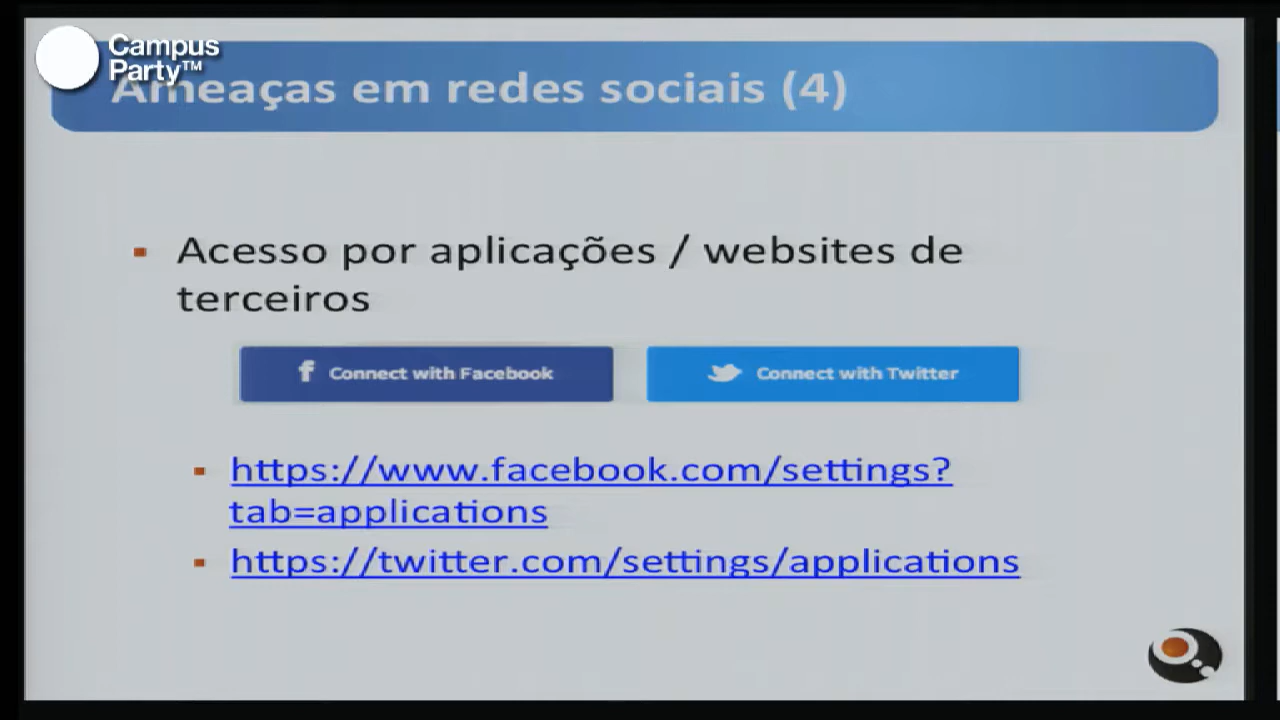 Campus
Party™
Ameaças em redes sociais (4)
▪ Acesso por aplicações / websites de
terceiros
f Connect with Facebook
Connect with Twitter
▪ https://www.facebook.com/settings?
tab=applications
▪ https://twitter.com/settings/applications